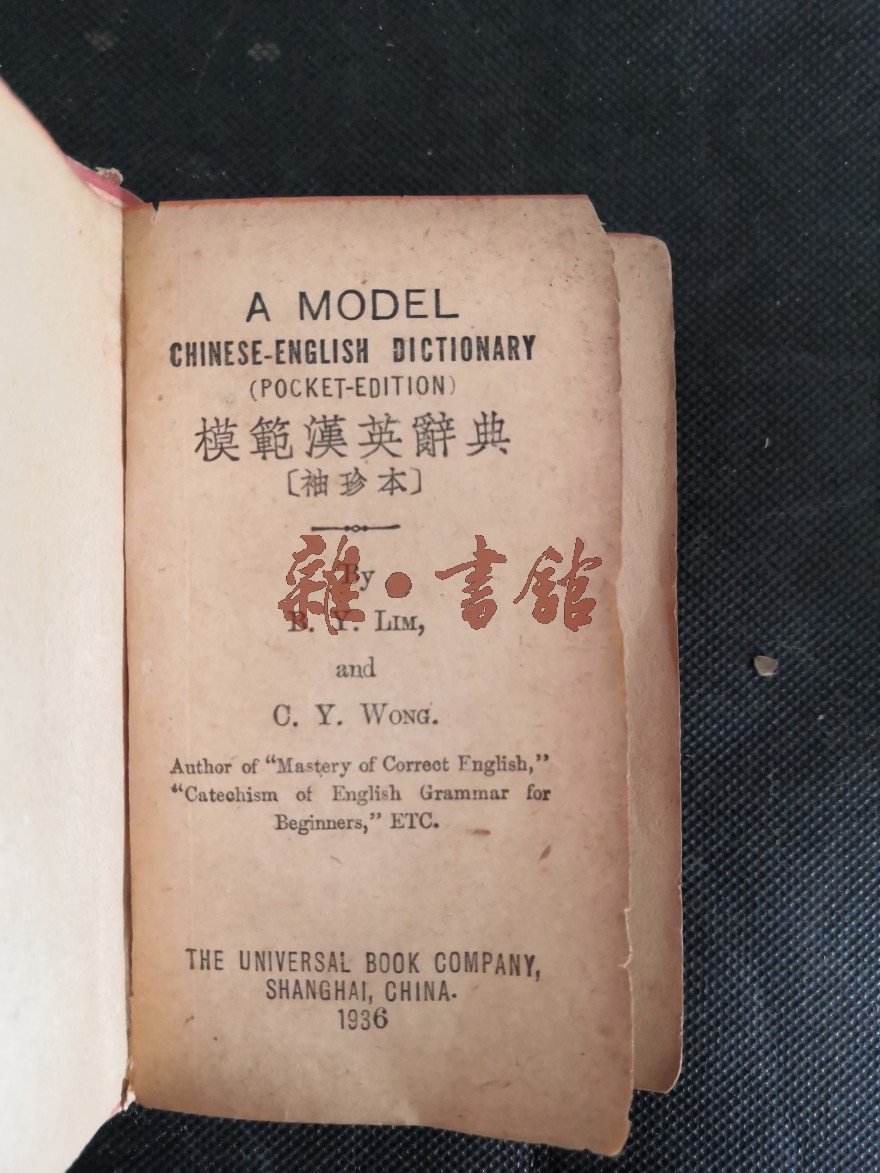 A MODEL
CHINESE-ENGLISH DICTIONARY
(POCKET-EDITION)
模範漢英辭典
〔袖珍本〕
By
雜·書館
B. Y. LIM,
and
C. Y. WONG.
Author of "Mastery of Correct English,"
"Catechism of English Grammar for
Beginners," ETC.
THE UNIVERSAL BOOK COMPANY,
SHANGHAI, CHINA.
1936